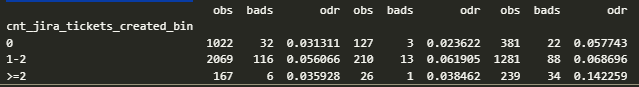 obs bads odr obs bads odr obs bads odr
cnt_jira_tickets_created_bin
0 1022 32 0.031311 127 3 0.023622 381 22 0.057743
1-2 2069 116 0.056066 210 13 0.061905 1281 88 0.068696
>=2 167 6 0.035928 26 1 0.038462 239 34 0.142259